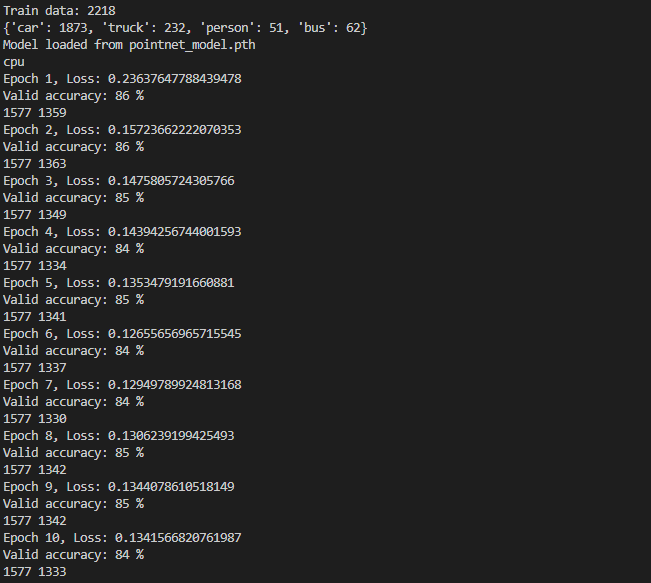 Train data: 2218
{'car': 1873, 'truck': 232, 'person': 51, 'bus': 62}
Model loaded from pointnet_model.pth
cpu
Epoch 1, Loss: 0.23637647788439478
Valid accuracy: 86 %
1577 1359
Epoch 2, Loss: 0.15723662222070353
Valid accuracy: 86 %
1577 1363
Epoch 3, Loss: 0.1475805724305766
Valid accuracy: 85 %
1577 1349
Epoch 4, Loss: 0.14394256744001593
Valid accuracy: 84 %
1577 1334
Epoch 5, Loss: 0.1353479191660881
Valid accuracy: 85 %
1577 1341
Epoch 6, Loss: 0.12655656965715545
Valid accuracy: 84 %
1577 1337
Epoch 7, Loss: 0.12949789924813168
Valid accuracy: 84 %
1577 1330
Epoch 8, Loss: 0.1306239199425493
Valid accuracy: 85 %
1577 1342
Epoch 9, Loss: 0.1344078610518149
Valid accuracy: 85 %
1577 1342
Epoch 10, Loss: 0.1341566820761987
Valid accuracy: 84 %
1577 1333